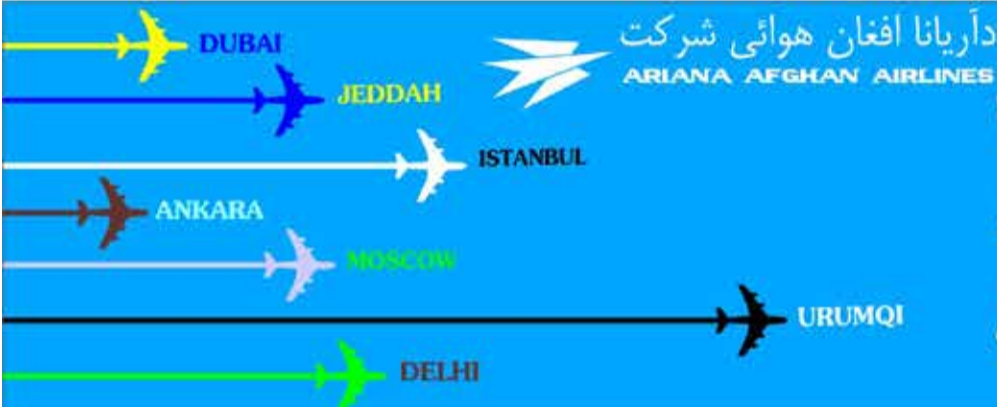 دآریانا افغان هوائی شرکت
ARIANA AFGHAN AIRLINES
DUBAI
JEDDAH
ISTANBUL
ANKARA
MOSCOW
URUMQI
DELHI